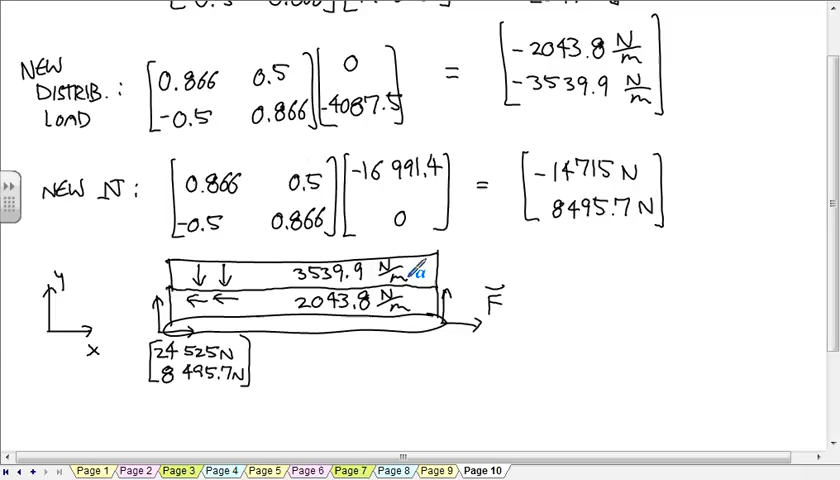 NEW DISTRIB. LOAD : [0.866 0.5] [0] = [-2043.8 N/m]
[-0.5 0.866] [-4087.5] [-3539.9 N/m]
NEW N : [0.866 0.5] [-16 991.4] = [-14715 N]
[-0.5 0.866] [0] [8495.7 N]
3539.9 N/m a
2043.8 N/m
y
x
F
[24 525N]
[8 495.7N]
Page 1 Page 2 Page 3 Page 4 Page 5 Page 6 Page 7 Page 8 Page 9 Page 10